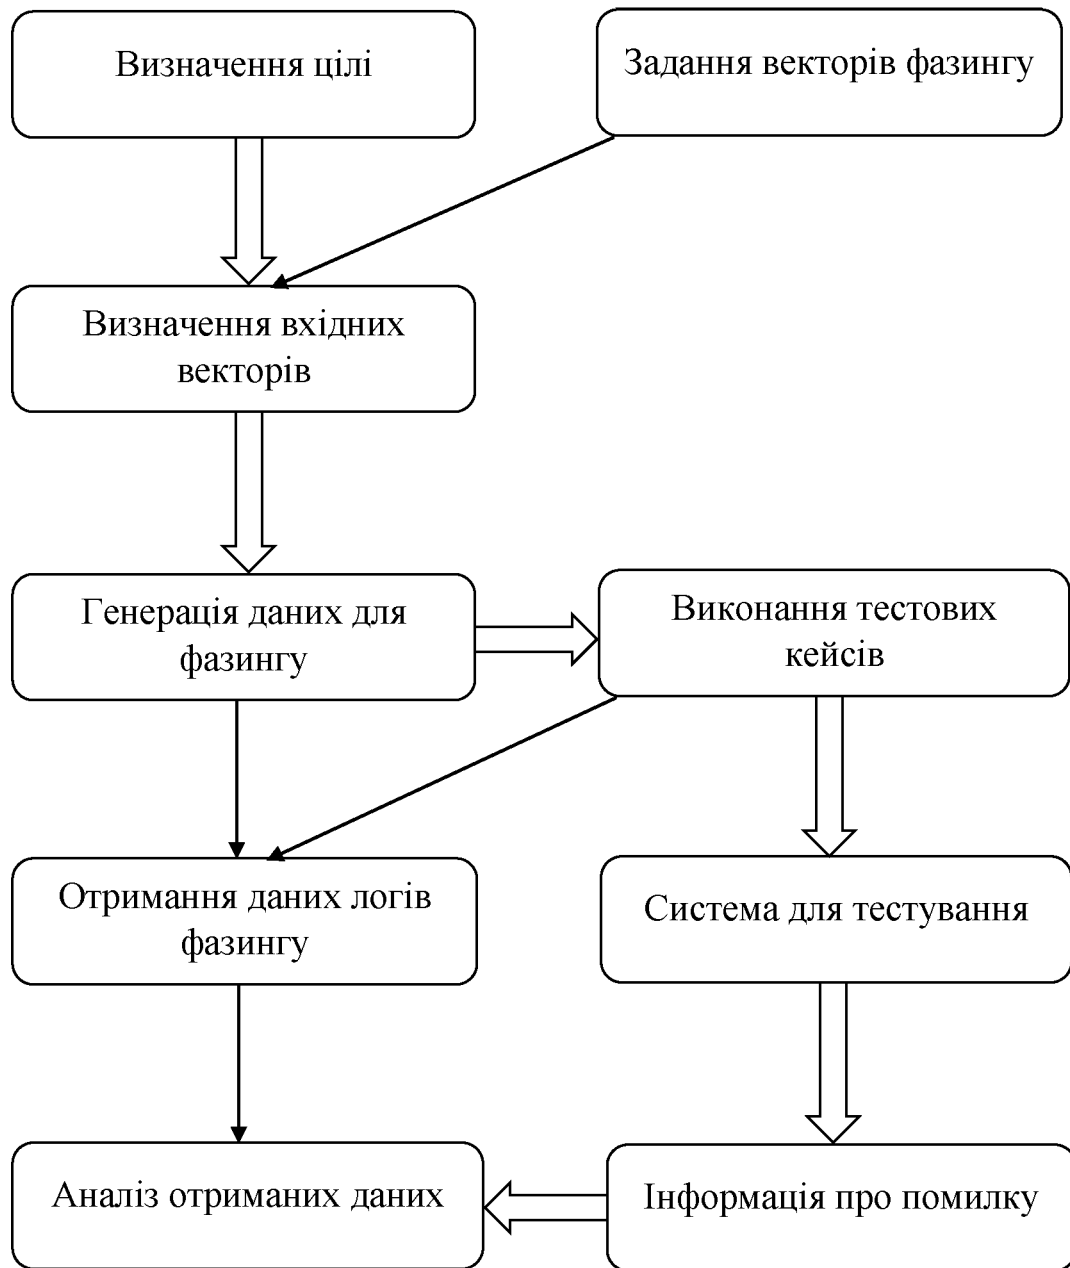 Визначення цілі
Задання векторів фазингу
Визначення вхідних
векторів
Генерація даних для
фазингу
Виконання тестових
кейсів
Отримання даних логів
фазингу
Система для тестування
Аналіз отриманих даних
Інформація про помилку